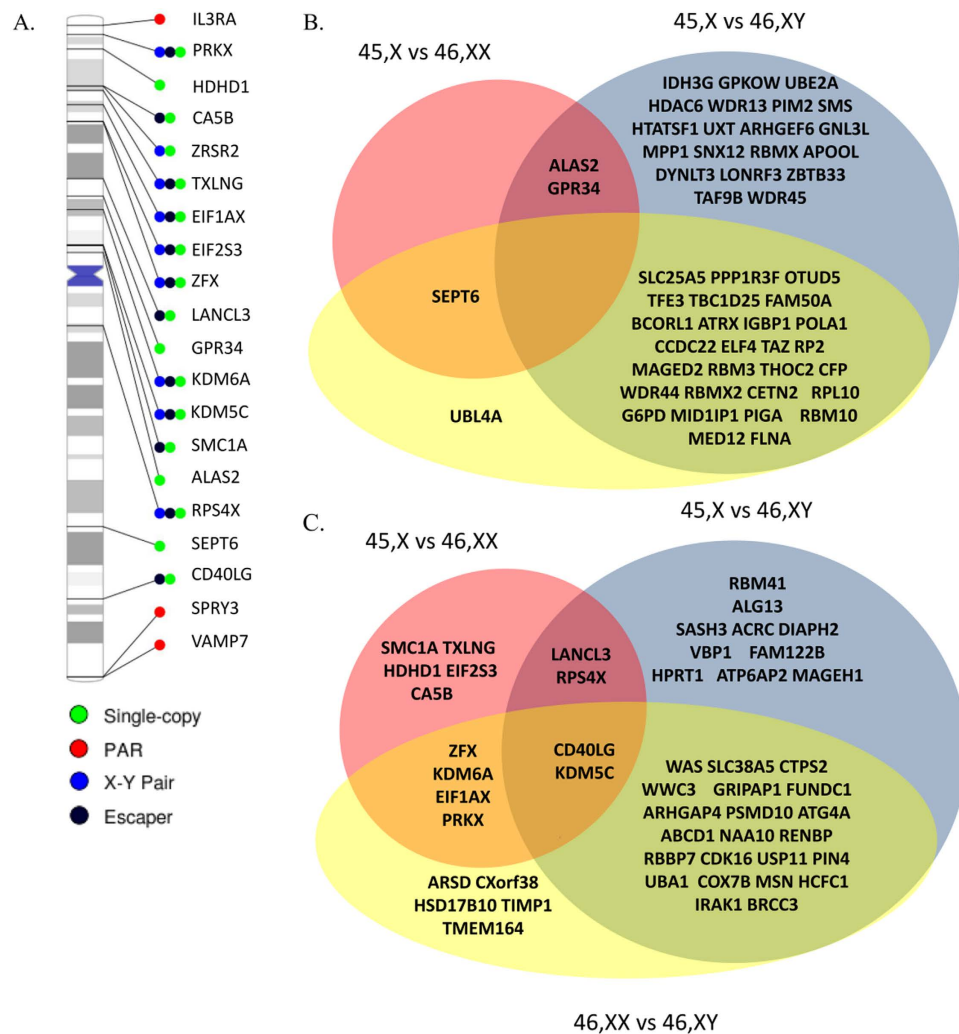 A.
IL3RA
PRKX
HDHD1
CA5B
ZRSR2
TXLNG
EIF1AX
EIF2S3
ZFX
LANCL3
GPR34
KDM6A
KDM5C
SMC1A
ALAS2
RPS4X
SEPT6
CD40LG
SPRY3
VAMP7
Single-copy
PAR
X-Y Pair
Escaper
B.
45,X vs 46,XX
45,X vs 46,XY
IDH3G GPKOW UBE2A
HDAC6 WDR13 PIM2 SMS
HTATSF1 UXT ARHGEF6 GNL3L
MPP1 SNX12 RBMX APOOL
DYNLT3 LONRF3 ZBTB33
TAF9B WDR45
ALAS2
GPR34
SEPT6
SLC25A5 PPP1R3F OTUD5
TFE3 TBC1D25 FAM50A
BCORL1 ATRX IGBP1 POLA1
CCDC22 ELF4 TAZ RP2
MAGED2 RBM3 THOC2 CFP
WDR44 RBMX2 CETN2 RPL10
G6PD MID1IP1 PIGA RBM10
MED12 FLNA
UBL4A
C.
45,X vs 46,XX
45,X vs 46,XY
RBM41
ALG13
SASH3 ACRC DIAPH2
VBP1 FAM122B
HPRT1 ATP6AP2 MAGEH1
SMC1A TXLNG
HDHD1 EIF2S3
CA5B
LANCL3
RPS4X
ZFX
KDM6A
EIF1AX
PRKX
CD40LG
KDM5C
WAS SLC38A5 CTPS2
WWC3 GRIPAP1 FUNDC1
ARHGAP4 PSMD10 ATG4A
ABCD1 NAA10 RENBP
RBBP7 CDK16 USP11 PIN4
UBA1 COX7B MSN HCFC1
IRAK1 BRCC3
ARSD CXorf38
HSD17B10 TIMP1
TMEM164
46,XX vs 46,XY